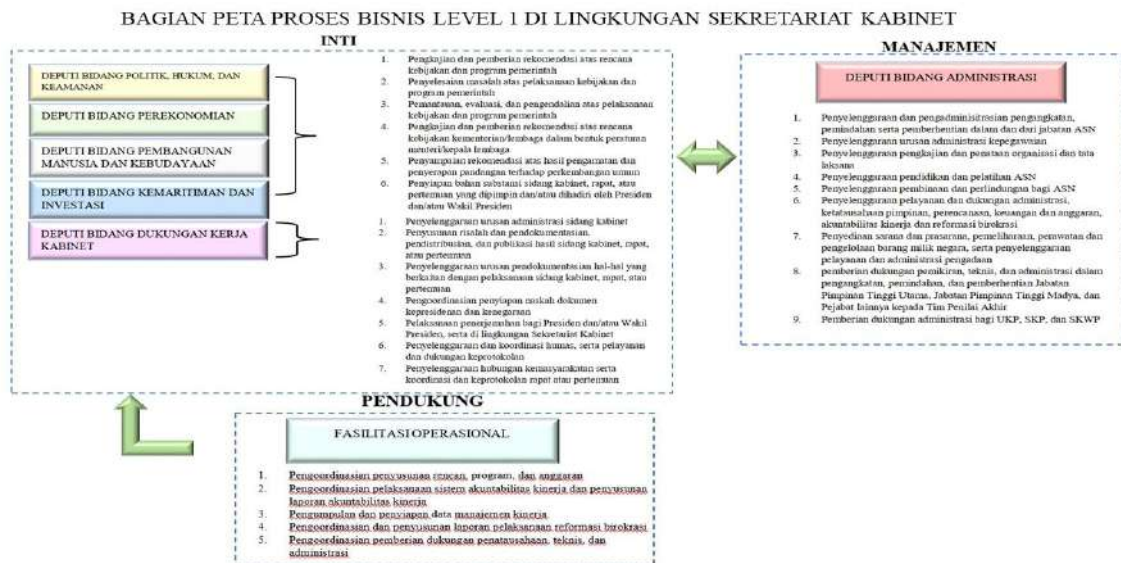 BAGIAN PETA PROSES BISNIS LEVEL 1 DI LINGKUNGAN SEKRETARIAT KABINET
INTI
DEPUTI BIDANG POLITIK, HUKUM, DAN
KEAMANAN
DEPUTI BIDANG PEREKONOMIAN
DEPUTI BIDANG PEMBANGUNAN
MANUSIA DAN KEBUDAYAAN
DEPUTI BIDANG KEMARITIMAN DAN
INVESTASI
DEPUTI BIDANG DUKUNGAN KERJA
KABINET
1. Pengkajian dan pemberian rekomendasi atas rencana
kebijakan dan program pemerintah
2. Penyelesaian masalah atas pelaksanaan kebijakan dan
program pemerintah
3. Pemantauan, evaluasi, dan pengendalian atas pelaksanaan
kebijakan dan program pemerintah
4. Pengkajian dan pemberian rekomendasi atas rencana
kebijakan kementerian/lembaga dalam bentuk peraturan
menteri/kepala lembaga
5. Penyampaian rekomendasi atas hasil pengamatan dan
penyerapan pandangan terhadap perkembangan umum
6. Penyiapan bahan substansi sidang kabinet, rapat, atau
pertemuan yang dipimpin dan/atau dihadiri oleh Presiden
dan/atau Wakil Presiden
1. Penyelenggaraan urusan administrasi sidang kabinet
2. Penyusunan risalah dan pendokumentasian,
pendistribusian, dan publikasi hasil sidang kabinet, rapat,
atau pertemuan
3. Penyelenggaraan urusan pendokumentasian hal-hal yang
berkaitan dengan pelaksanaan sidang kabinet, rapat, atau
pertemuan
4. Pengoordinasian penyiapan naskah dokumen
kepresidenan dan kenegaraan
5. Pelaksanaan penerjemahan bagi Presiden dan/atau Wakil
Presiden, serta di lingkungan Sekretariat Kabinet
6. Penyelenggaraan dan koordinasi humas, serta pelayanan
dan dukungan keprotokolan
7. Penyelenggaraan hubungan kemasyarakatan serta
koordinasi dan keprotokolan rapat atau pertemuan
MANAJEMEN
DEPUTI BIDANG ADMINISTRASI
1. Penyelenggaraan dan pengadministrasian pengangkatan,
pemindahan serta pemberhentian dalam dan dari jabatan ASN
2. Penyelenggaraan urusan administrasi kepegawaian
3. Penyelenggaraan pengkajian dan penataan organisasi dan tata
laksana
4. Penyelenggaraan pendidikan dan pelatihan ASN
5. Penyelenggaraan pembinaan dan perlindungan bagi ASN
6. Penyelenggaraan pelayanan dan dukungan administrasi,
ketatausahaan pimpinan, perencanaan, keuangan dan anggaran,
akuntabilitas kinerja dan reformasi birokrasi
7. Penyedinan sarana dan prasarana, pemeliharaan, perawatan dan
pengelolaan barang milik negara, serta penyelenggaraan
pelayanan dan administrasi pengadaan
8. pemberian dukungan pemikiran, teknis, dan administrasi dalam
pengangkatan, pemindahan, dan pemberhentian Jabatan
Pimpinan Tinggi Utama, Jabatan Pimpinan Tinggi Madya, dan
Pejabat lainnya kepada Tim Penilai Akhir
9. Pemberian dukungan administrasi bagi UKP, SKP, dan SKWP
PENDUKUNG
FASILITASI OPERASIONAL
1. Pengoordinasian penyusunan rencan, program, dan anggaran
2. Pengoordinasian pelaksanaan sistem akuntabilitas kinerja dan penyusunan
laporan akuntabilitas kinerja
3. Pengumpulan dan penyiapan data manajemen kinerja
4. Pengoordinasian dan penyusunan laporan pelaksanaan reformasi birokrasi
5. Pengoordinasian pemberian dukungan penatausahaan, teknis, dan
administrasi